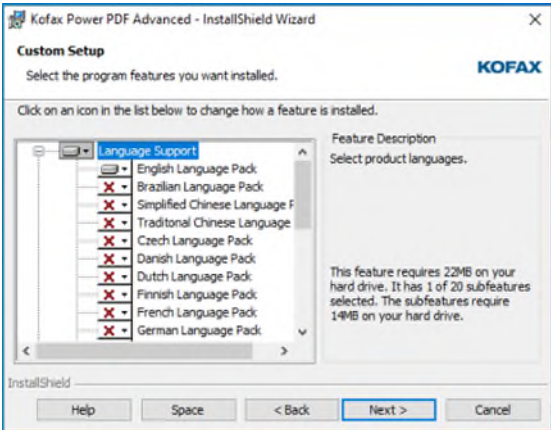 Kofax Power PDF Advanced - InstallShield Wizard
Custom Setup
Select the program features you want installed.
KOFAX
Click on an icon in the list below to change how a feature is installed.
Language Support
English Language Pack
Brazilian Language Pack
Simplified Chinese Language F
Traditonal Chinese Language
Czech Language Pack
Danish Language Pack
Dutch Language Pack
Finnish Language Pack
French Language Pack
German Language Pack
Feature Description
Select product languages.
This feature requires 22MB on your
hard drive. It has 1 of 20 subfeatures
selected. The subfeatures require
14MB on your hard drive.
InstallShield
Help
Space
< Back
Next >
Cancel